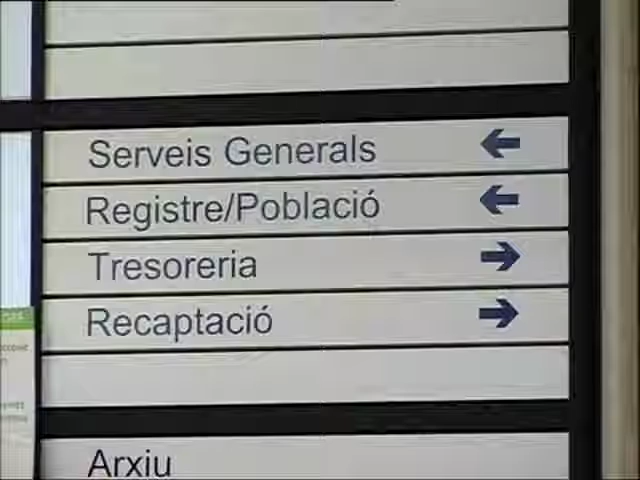 Serveis Generals
Registre/Població
Tresoreria
Recaptació
Arxiu